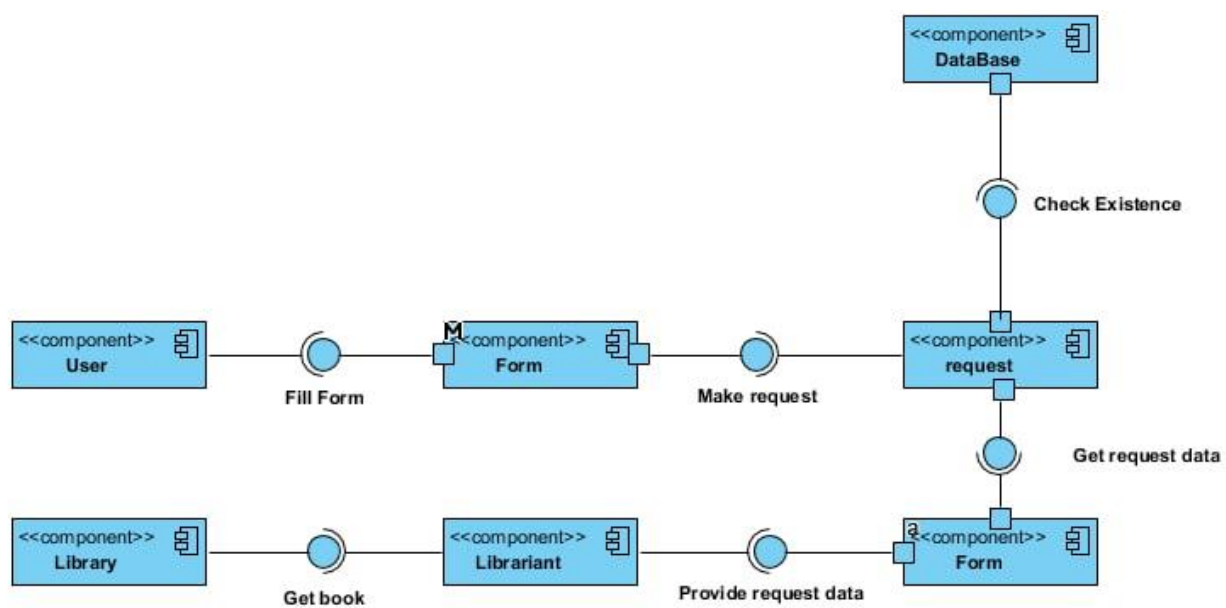 <<component>>
DataBase
Check Existence
<<component>>
User
Fill Form
M
<<component>>
Form
Make request
<<component>>
request
Get request data
<<component>>
Library
Get book
<<component>>
Librariant
Provide request data
a
<<component>>
Form